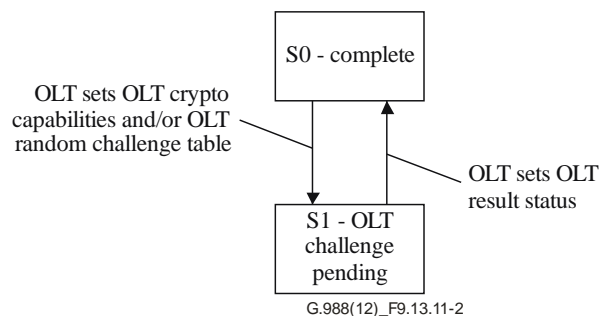 S0 - complete
OLT sets OLT crypto
capabilities and/or OLT
random challenge table
OLT sets OLT
result status
S1 - OLT
challenge
pending
G.988(12)_F9.13.11-2